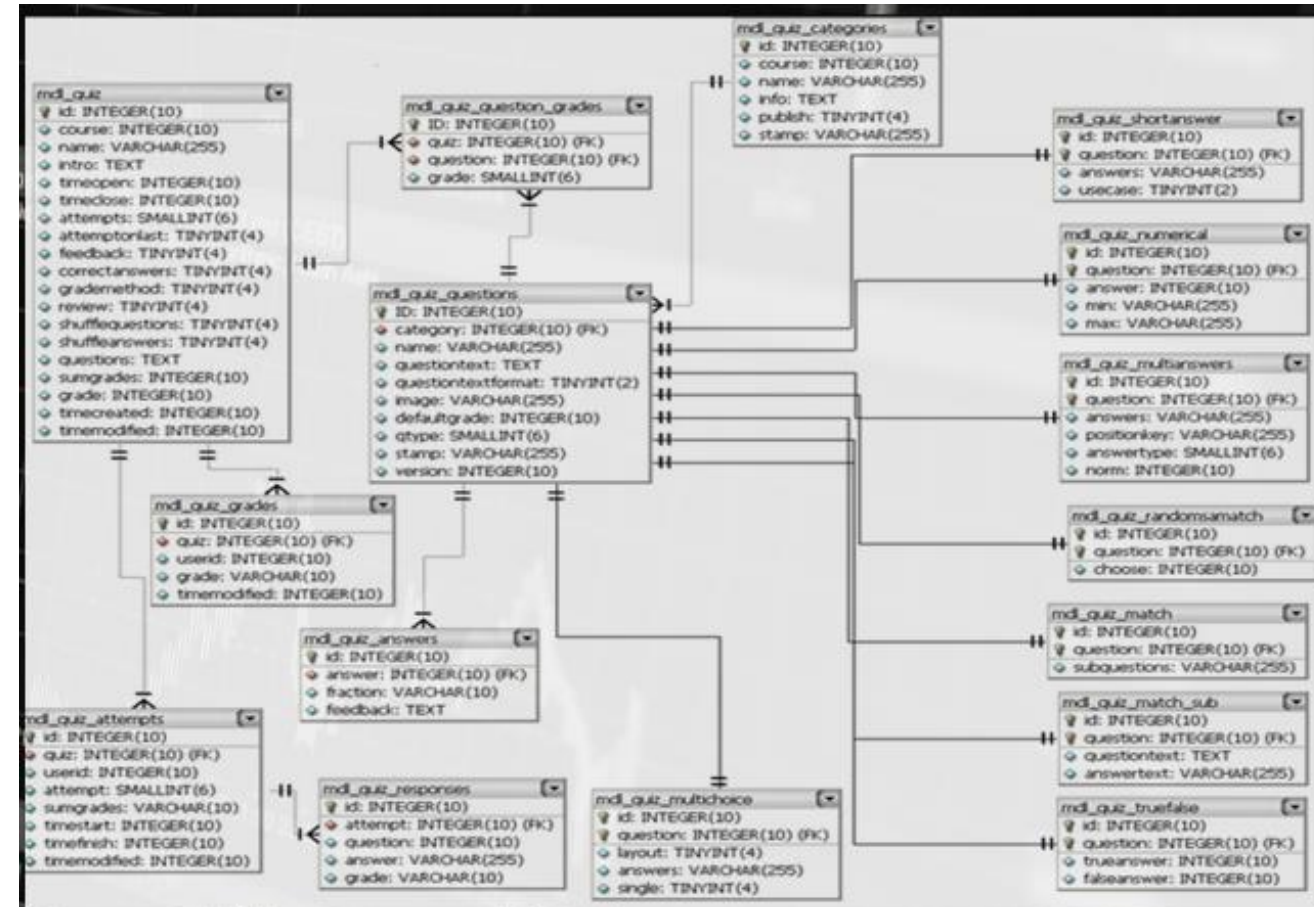 mdl_quiz
id: INTEGER(10)
course: INTEGER(10)
name: VARCHAR(255)
intro: TEXT
timeopen: INTEGER(10)
timeclose: INTEGER(10)
attempts: SMALLINT(6)
attemptonlast: TINYINT(4)
feedback: TINYINT(4)
correctanswers: TINYINT(4)
grademethod: TINYINT(4)
review: TINYINT(4)
shufflequestions: TINYINT(4)
shuffleanswers: TINYINT(4)
questions: TEXT
sumgrades: INTEGER(10)
grade: INTEGER(10)
timecreated: INTEGER(10)
timemodified: INTEGER(10)
mdl_quiz_question_grades
ID: INTEGER(10)
quiz: INTEGER(10) (FK)
question: INTEGER(10) (FK)
grade: SMALLINT(6)
mdl_quiz_categories
id: INTEGER(10)
course: INTEGER(10)
name: VARCHAR(255)
info: TEXT
publish: TINYINT(4)
stamp: VARCHAR(255)
mdl_quiz_shortanswer
id: INTEGER(10)
question: INTEGER(10) (FK)
answers: VARCHAR(255)
usecase: TINYINT(2)
mdl_quiz_numerical
id: INTEGER(10)
question: INTEGER(10) (FK)
answer: INTEGER(10)
min: VARCHAR(255)
max: VARCHAR(255)
mdl_quiz_questions
ID: INTEGER(10)
category: INTEGER(10) (FK)
name: VARCHAR(255)
questiontext: TEXT
questiontextformat: TINYINT(2)
image: VARCHAR(255)
defaultgrade: INTEGER(10)
qtype: SMALLINT(6)
stamp: VARCHAR(255)
version: INTEGER(10)
mdl_quiz_multianswers
id: INTEGER(10)
question: INTEGER(10) (FK)
answers: VARCHAR(255)
positionkey: VARCHAR(255)
answertype: SMALLINT(6)
norm: INTEGER(10)
mdl_quiz_grades
id: INTEGER(10)
quiz: INTEGER(10) (FK)
userid: INTEGER(10)
grade: VARCHAR(10)
timemodified: INTEGER(10)
mdl_quiz_randomsamatch
id: INTEGER(10)
question: INTEGER(10) (FK)
choose: INTEGER(10)
mdl_quiz_answers
id: INTEGER(10)
answer: INTEGER(10) (FK)
fraction: VARCHAR(10)
feedback: TEXT
mdl_quiz_match
id: INTEGER(10)
question: INTEGER(10) (FK)
subquestions: VARCHAR(255)
mdl_quiz_attempts
id: INTEGER(10)
quiz: INTEGER(10) (FK)
userid: INTEGER(10)
attempt: SMALLINT(6)
sumgrades: VARCHAR(10)
timestart: INTEGER(10)
timefinish: INTEGER(10)
timemodified: INTEGER(10)
mdl_quiz_responses
id: INTEGER(10)
attempt: INTEGER(10) (FK)
question: INTEGER(10)
answer: VARCHAR(255)
grade: VARCHAR(10)
mdl_quiz_multichoice
id: INTEGER(10)
question: INTEGER(10) (FK)
layout: TINYINT(4)
answers: VARCHAR(255)
single: TINYINT(4)
mdl_quiz_match_sub
id: INTEGER(10)
question: INTEGER(10) (FK)
questiontext: TEXT
answertext: VARCHAR(255)
mdl_quiz_truefalse
id: INTEGER(10)
question: INTEGER(10) (FK)
trueanswer: INTEGER(10)
falseanswer: INTEGER(10)